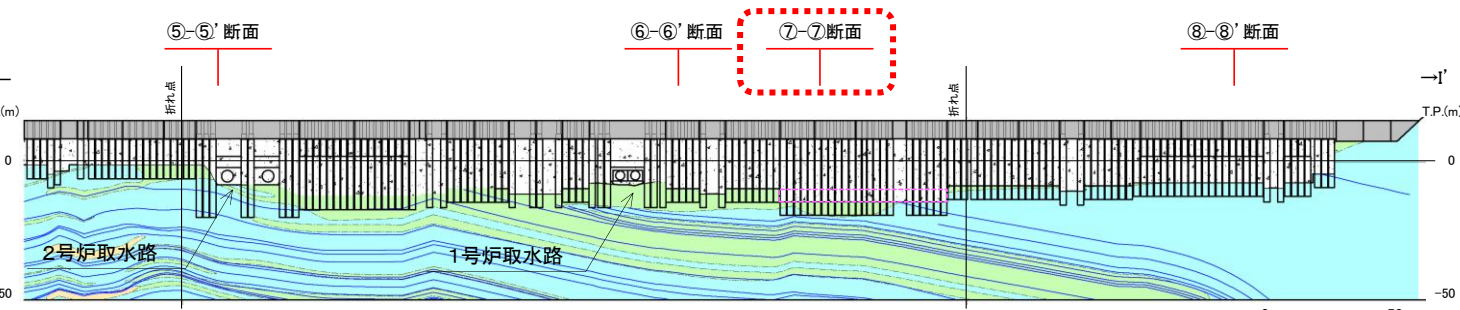 ⑤-⑤’断面
⑥-⑥’断面
⑦-⑦断面
⑧-⑧’断面
→I’
折れ点
折れ点
(m)
T.P.(m)
0
0
2号炉取水路
1号炉取水路
50
-50